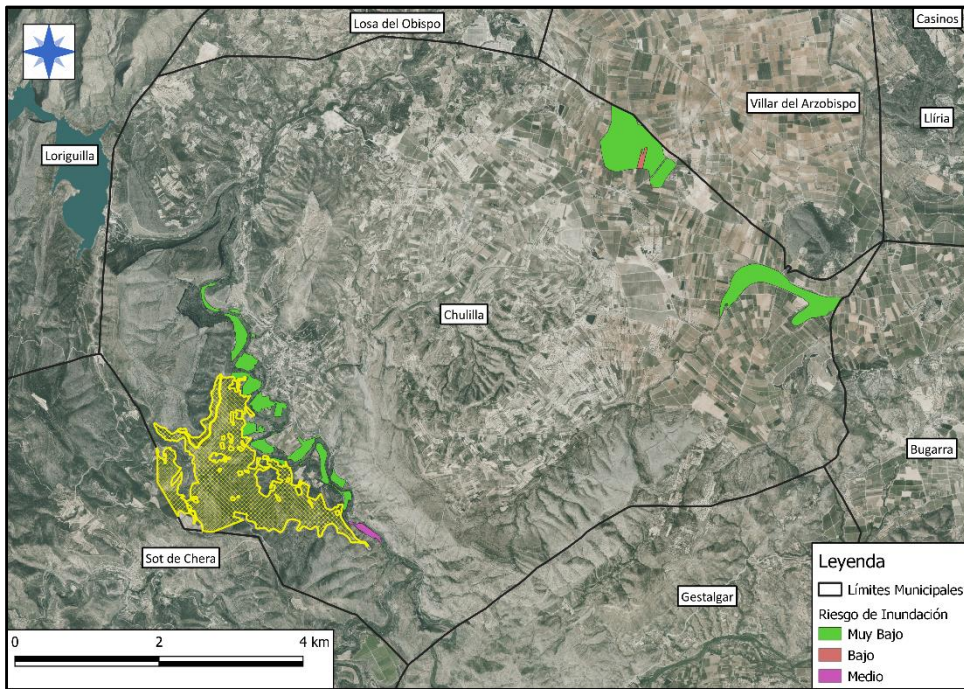 Losa del Obispo
Casinos
Villar del Arzobispo
Llíria
Loriguilla
Chulilla
Bugarra
Sot de Chera
Gestalgar
Leyenda
Límites Municipales
Riesgo de Inundación
Muy Bajo
Bajo
Medio
0 2 4 km